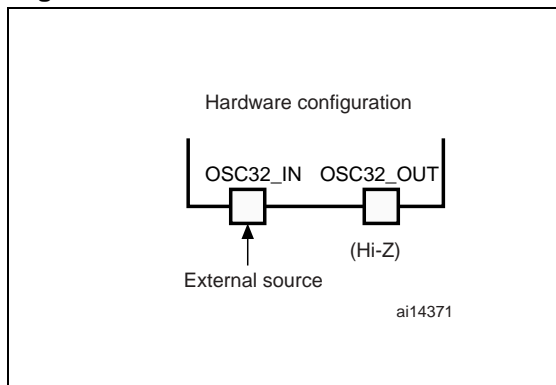 Hardware configuration
OSC32_IN OSC32_OUT
(Hi-Z)
External source
ai14371